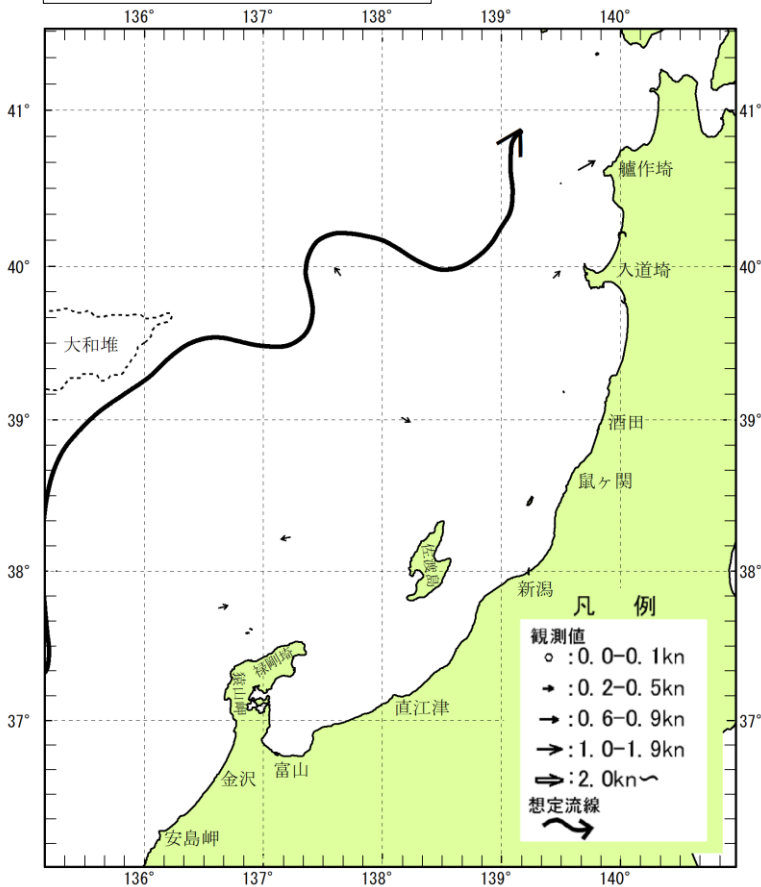 136° 137° 138° 139° 140°
41° 41°
艫作埼
40° 入道埼 40°
大和堆
39° 酒田 39°
鼠ヶ関
佐渡島
38° 新潟 38°
凡 例
観測値
○ :0.0-0.1kn
:0.2-0.5kn
:0.6-0.9kn
:1.0-1.9kn
:2.0kn~
想定流線
禄剛埼
猿山岬
37° 直江津 37°
富山
金沢
安島岬
136° 137° 138° 139° 140°